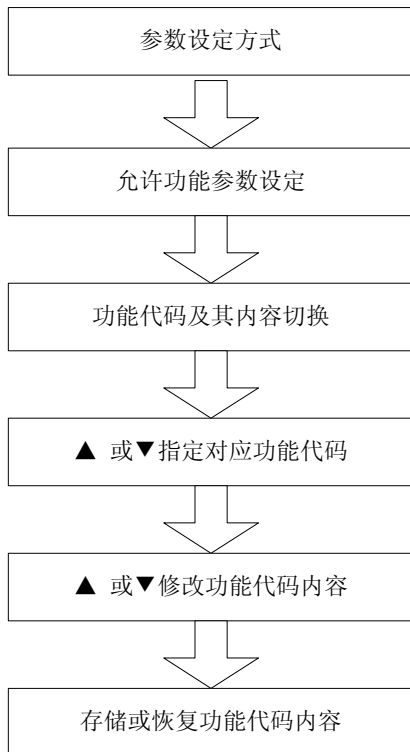 参数设定方式
允许功能参数设定
功能代码及其内容切换
▲ 或▼指定对应功能代码
▲ 或▼修改功能代码内容
存储或恢复功能代码内容